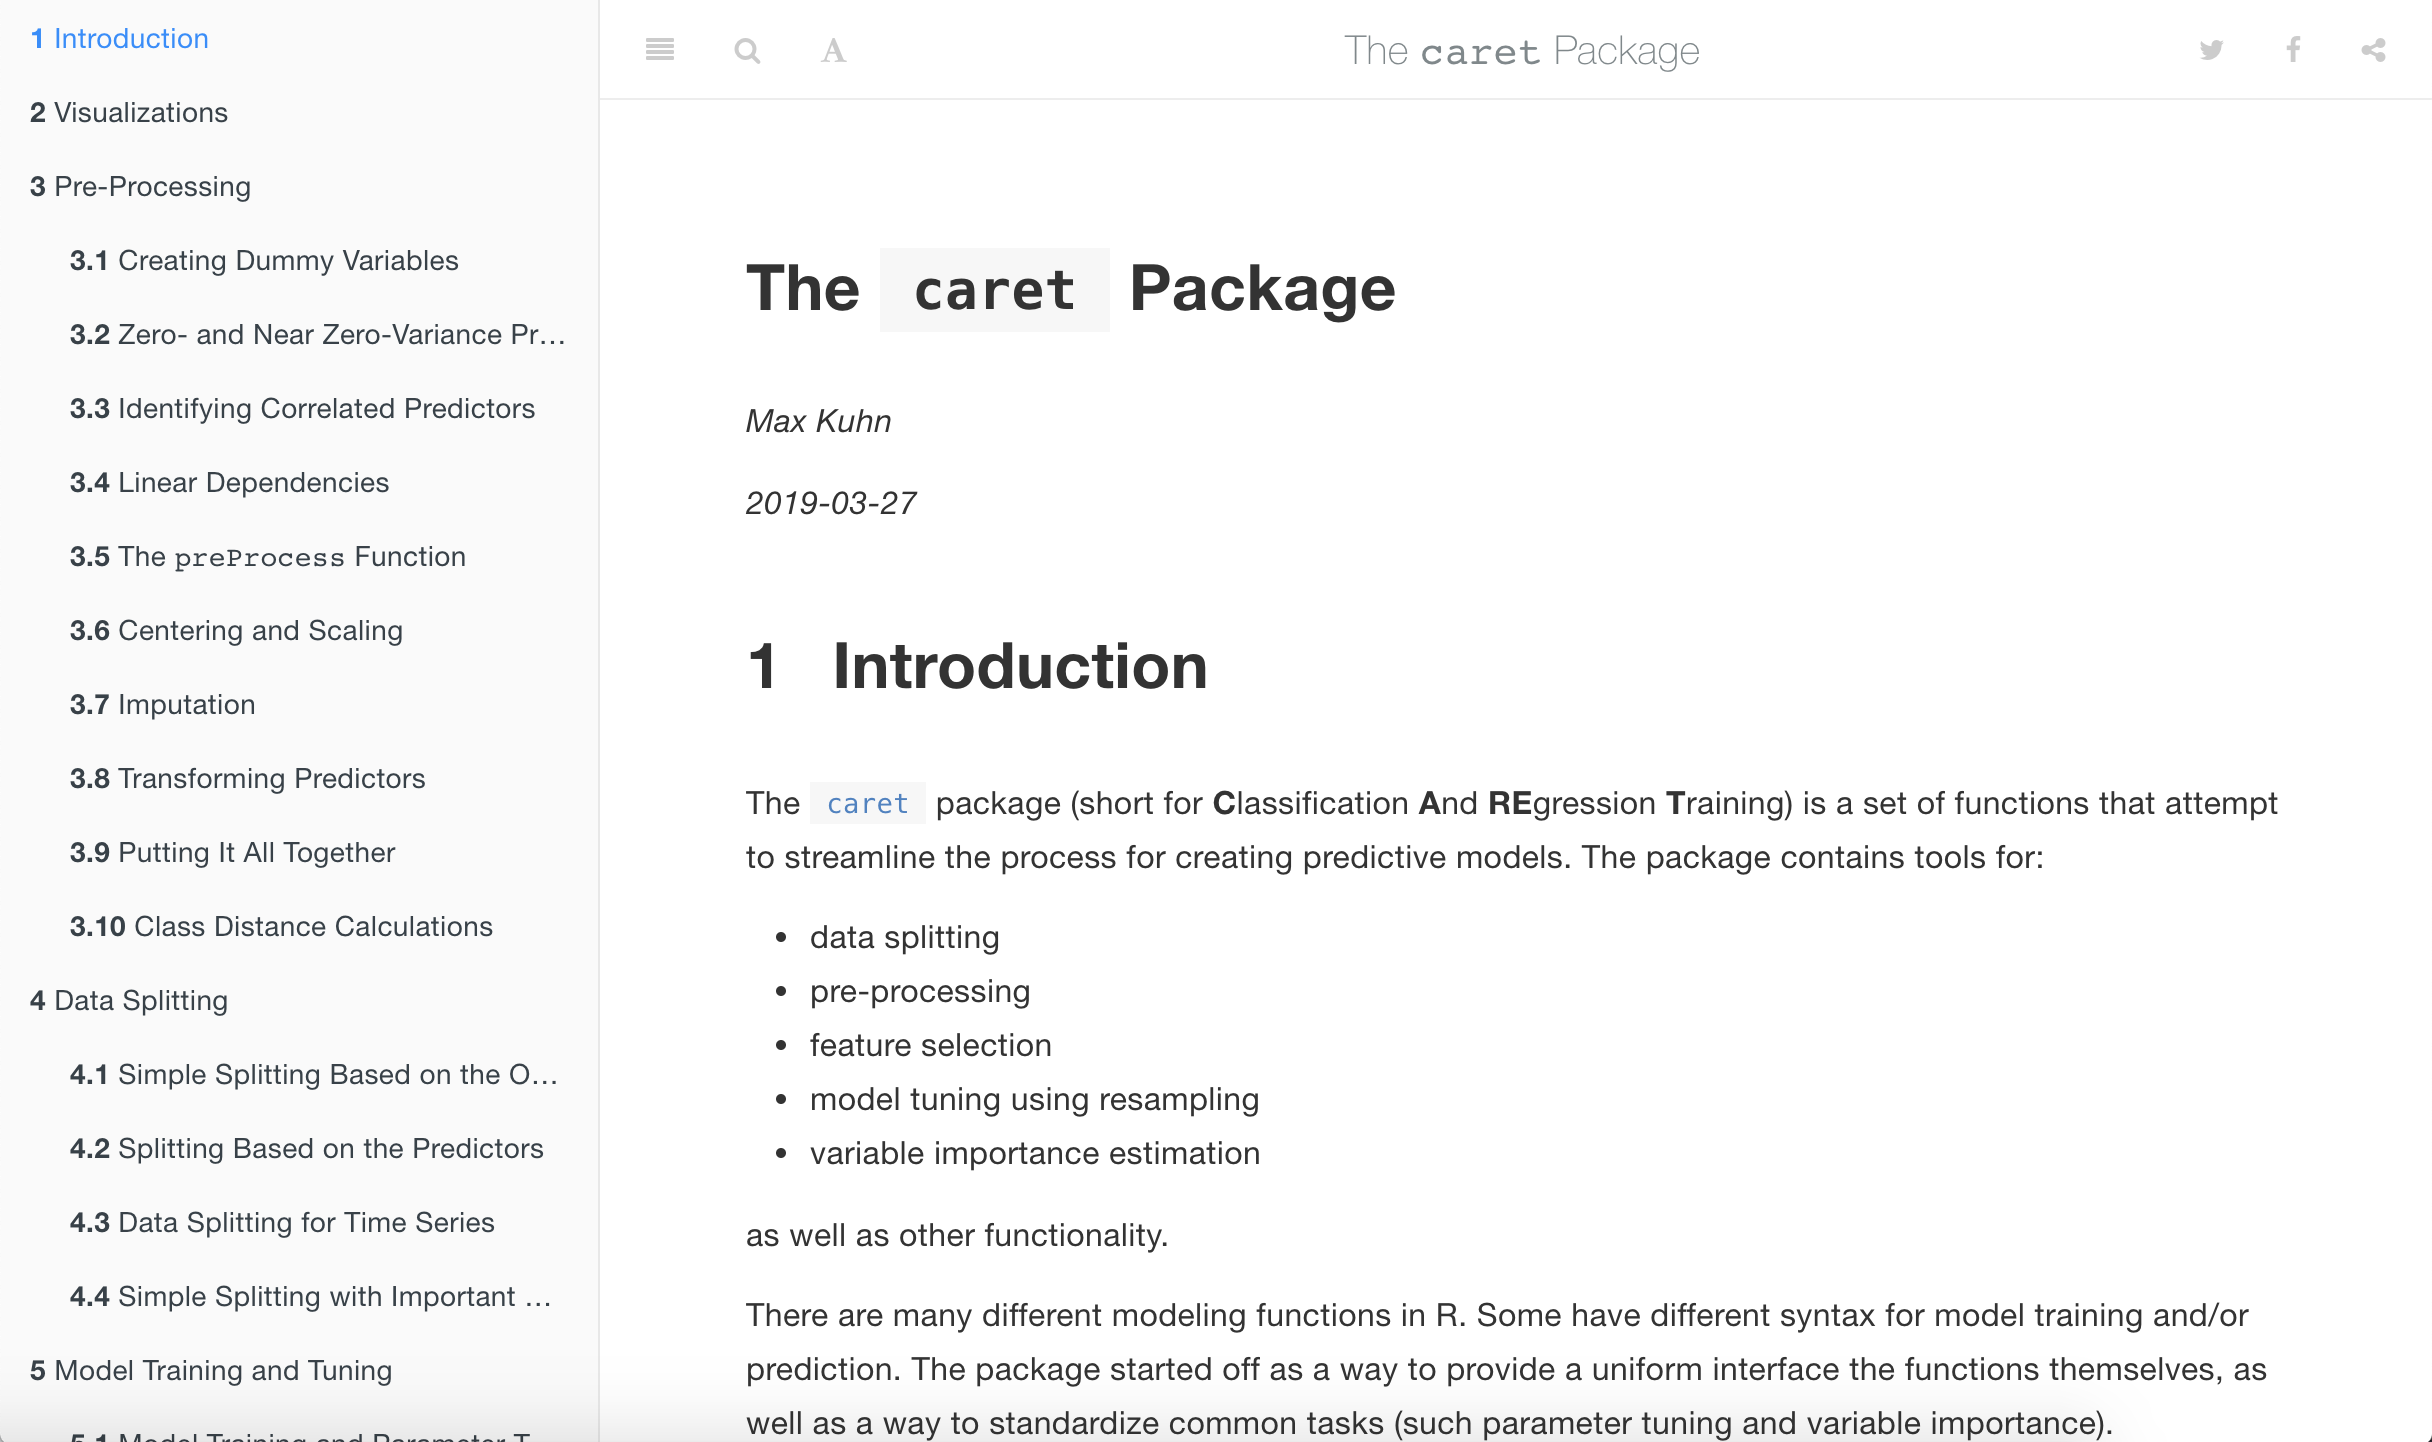 1 Introduction
2 Visualizations
3 Pre-Processing
3.1 Creating Dummy Variables
3.2 Zero- and Near Zero-Variance Pr…
3.3 Identifying Correlated Predictors
3.4 Linear Dependencies
3.5 The preProcess Function
3.6 Centering and Scaling
3.7 Imputation
3.8 Transforming Predictors
3.9 Putting It All Together
3.10 Class Distance Calculations
4 Data Splitting
4.1 Simple Splitting Based on the O…
4.2 Splitting Based on the Predictors
4.3 Data Splitting for Time Series
4.4 Simple Splitting with Important …
5 Model Training and Tuning
5.1 Model Training and Parameter T
A
The caret Package
The caret Package
Max Kuhn
2019-03-27
1 Introduction
The caret package (short for Classification And REgression Training) is a set of functions that attempt
to streamline the process for creating predictive models. The package contains tools for:
• data splitting
• pre-processing
• feature selection
• model tuning using resampling
• variable importance estimation
as well as other functionality.
There are many different modeling functions in R. Some have different syntax for model training and/or
prediction. The package started off as a way to provide a uniform interface the functions themselves, as
well as a way to standardize common tasks (such parameter tuning and variable importance).